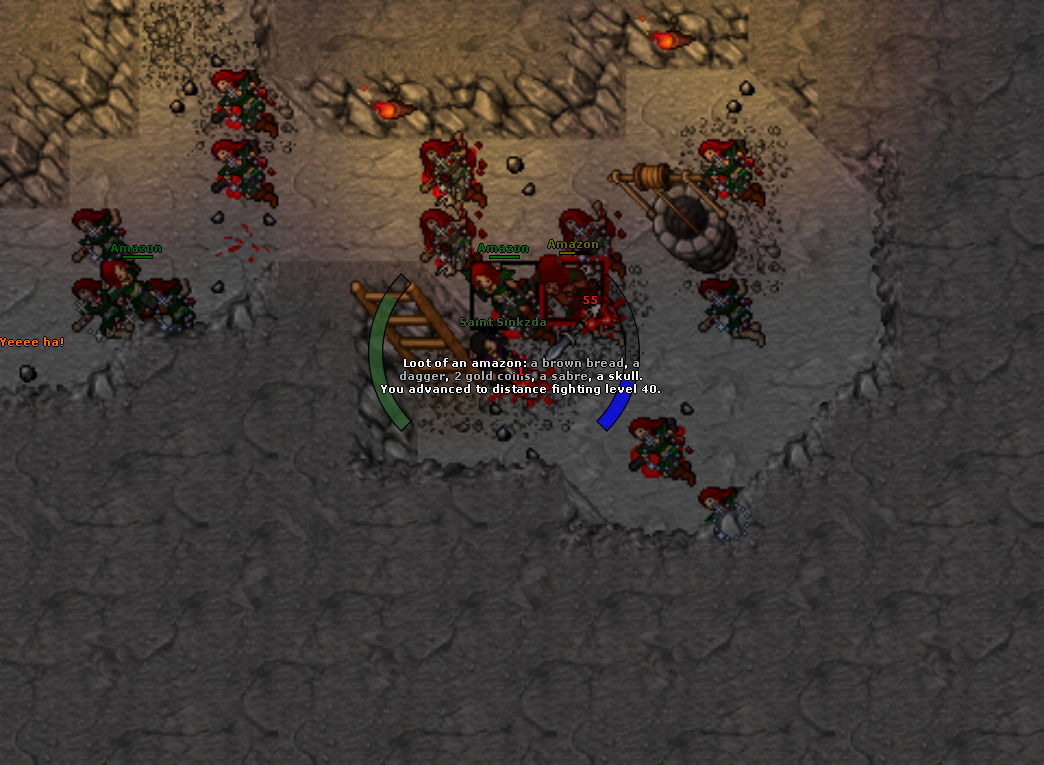 Amazon
Amazon
Amazon
55
Yeeee ha!
Saint Sinkzda
Loot of an amazon: a brown bread, a
dagger, 2 gold coins, a sabre, a skull.
You advanced to distance fighting level 40.